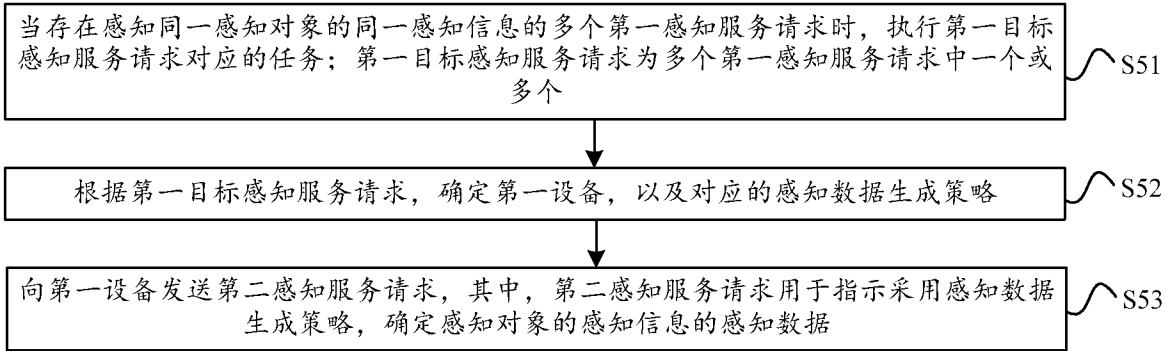 当存在感知同一感知对象的同一感知信息的多个第一感知服务请求时，执行第一目标
感知服务请求对应的任务；第一目标感知服务请求为多个第一感知服务请求中一个或
多个
S51
根据第一目标感知服务请求，确定第一设备，以及对应的感知数据生成策略
S52
向第一设备发送第二感知服务请求，其中，第二感知服务请求用于指示采用感知数据
生成策略，确定感知对象的感知信息的感知数据
S53